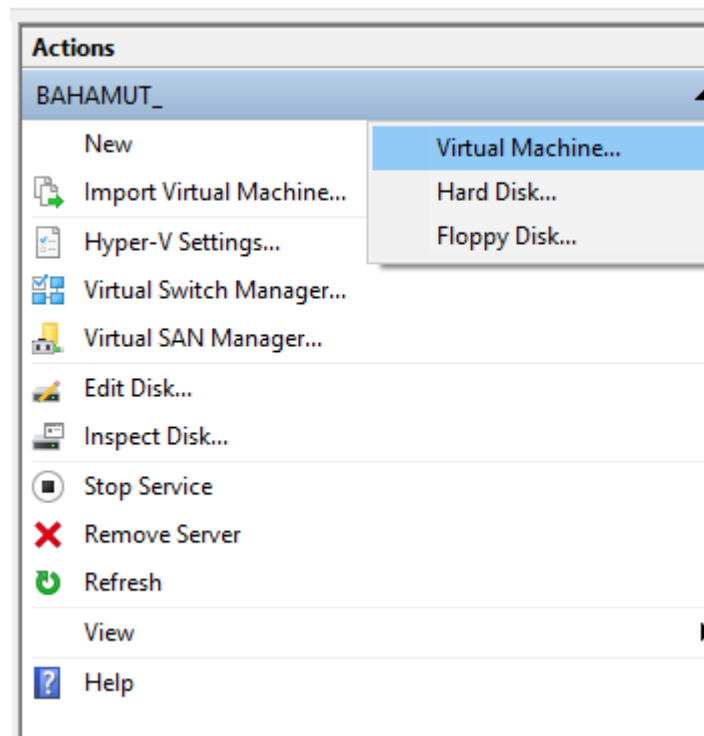 Actions
BAHAMUT_
New
Virtual Machine...
Hard Disk...
Floppy Disk...
Import Virtual Machine...
Hyper-V Settings...
Virtual Switch Manager...
Virtual SAN Manager...
Edit Disk...
Inspect Disk...
Stop Service
Remove Server
Refresh
View
Help